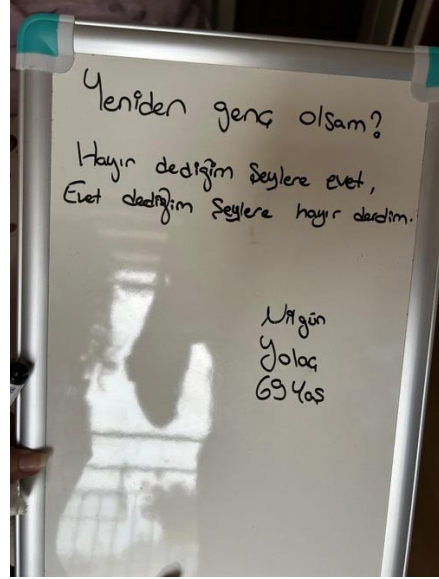 Yeniden genç olsam?
Hayır dediğim Şeylere evet,
Evet dediğim Şeylere hayır derdim.
Nilgün
Yolaç
69 Yaş